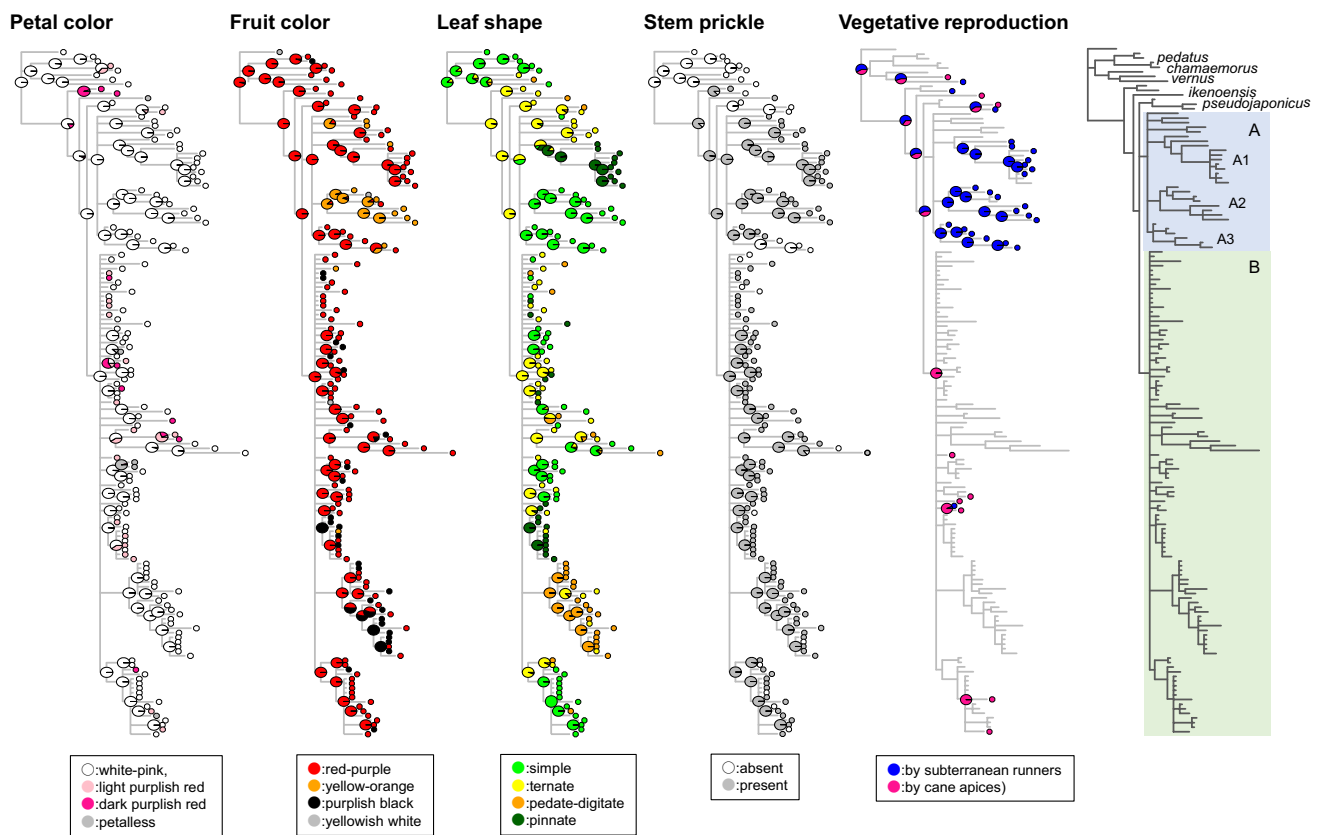 Petal color
Fruit color
Leaf shape
Stem prickle
Vegetative reproduction
pedatus
chamaemorus
vernus
ikenoensis
pseudojaponicus
A
A1
A2
A3
B
:white-pink,
:light purplish red
:dark purplish red
:petalless
:red-purple
:yellow-orange
:purplish black
:yellowish white
:simple
:ternate
:pedate-digitate
:pinnate
:absent
:present
:by subterranean runners
:by cane apices)